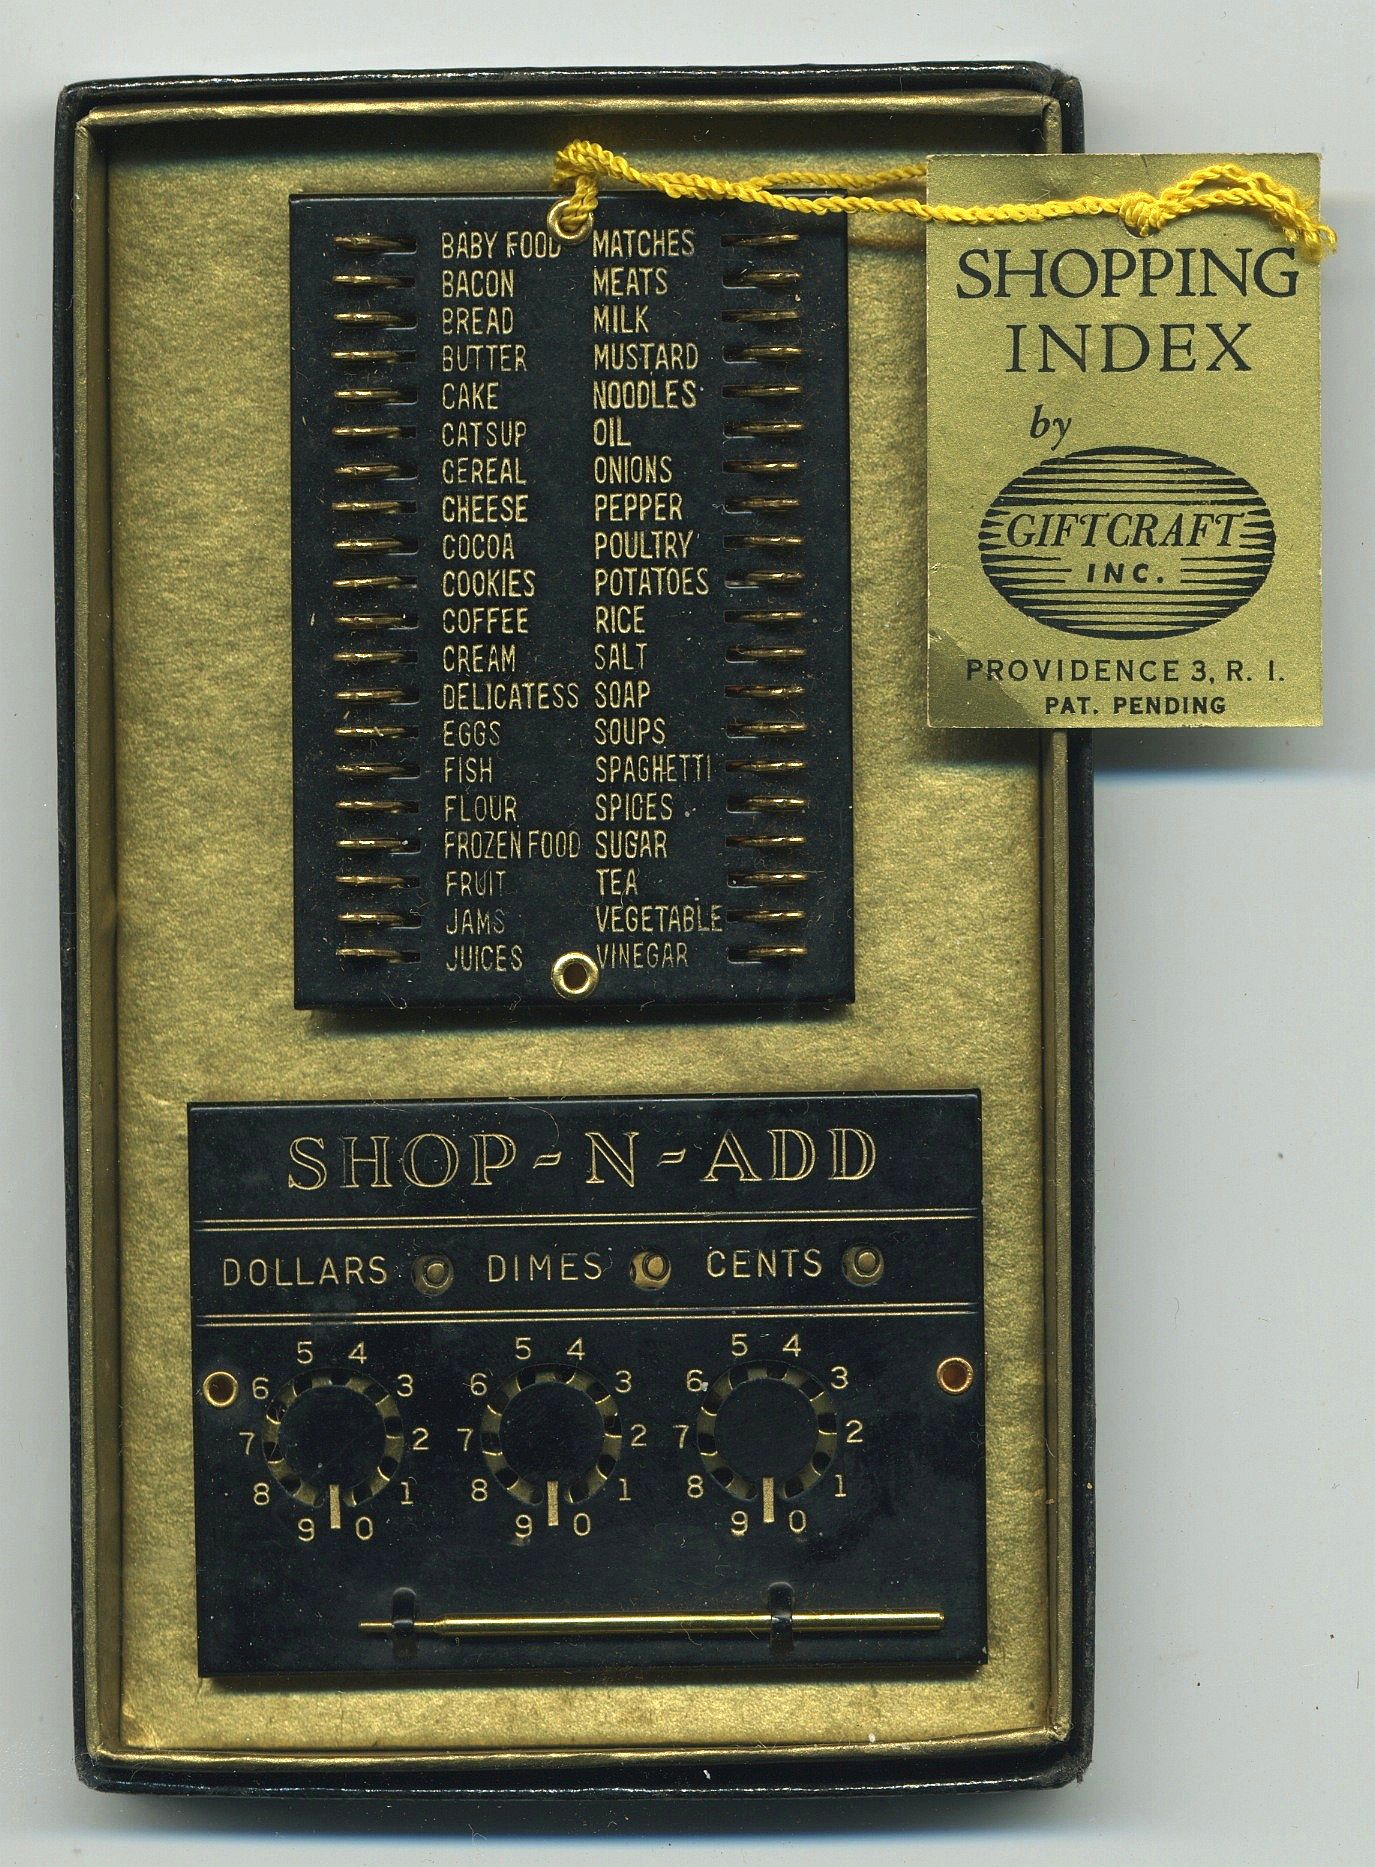 BABY FOOD MATCHES
BACON MEATS
BREAD MILK
BUTTER MUSTARD
CAKE NOODLES
CATSUP OIL
CEREAL ONIONS
CHEESE PEPPER
COCOA POULTRY
COOKIES POTATOES
COFFEE RICE
CREAM SALT
DELICATESS SOAP
EGGS SOUPS
FISH SPAGHETTI
FLOUR SPICES
FROZEN FOOD SUGAR
FRUIT TEA
JAMS VEGETABLE
JUICES VINEGAR
SHOPPING
INDEX
by
GIFTCRAFT
INC.
PROVIDENCE 3, R. I.
PAT. PENDING
SHOP-N-ADD
DOLLARS DIMES CENTS
5 4 5 4 5 4
6 3 6 3 6 3
7 2 7 2 7 2
8 1 8 1 8 1
9 0 9 0 9 0